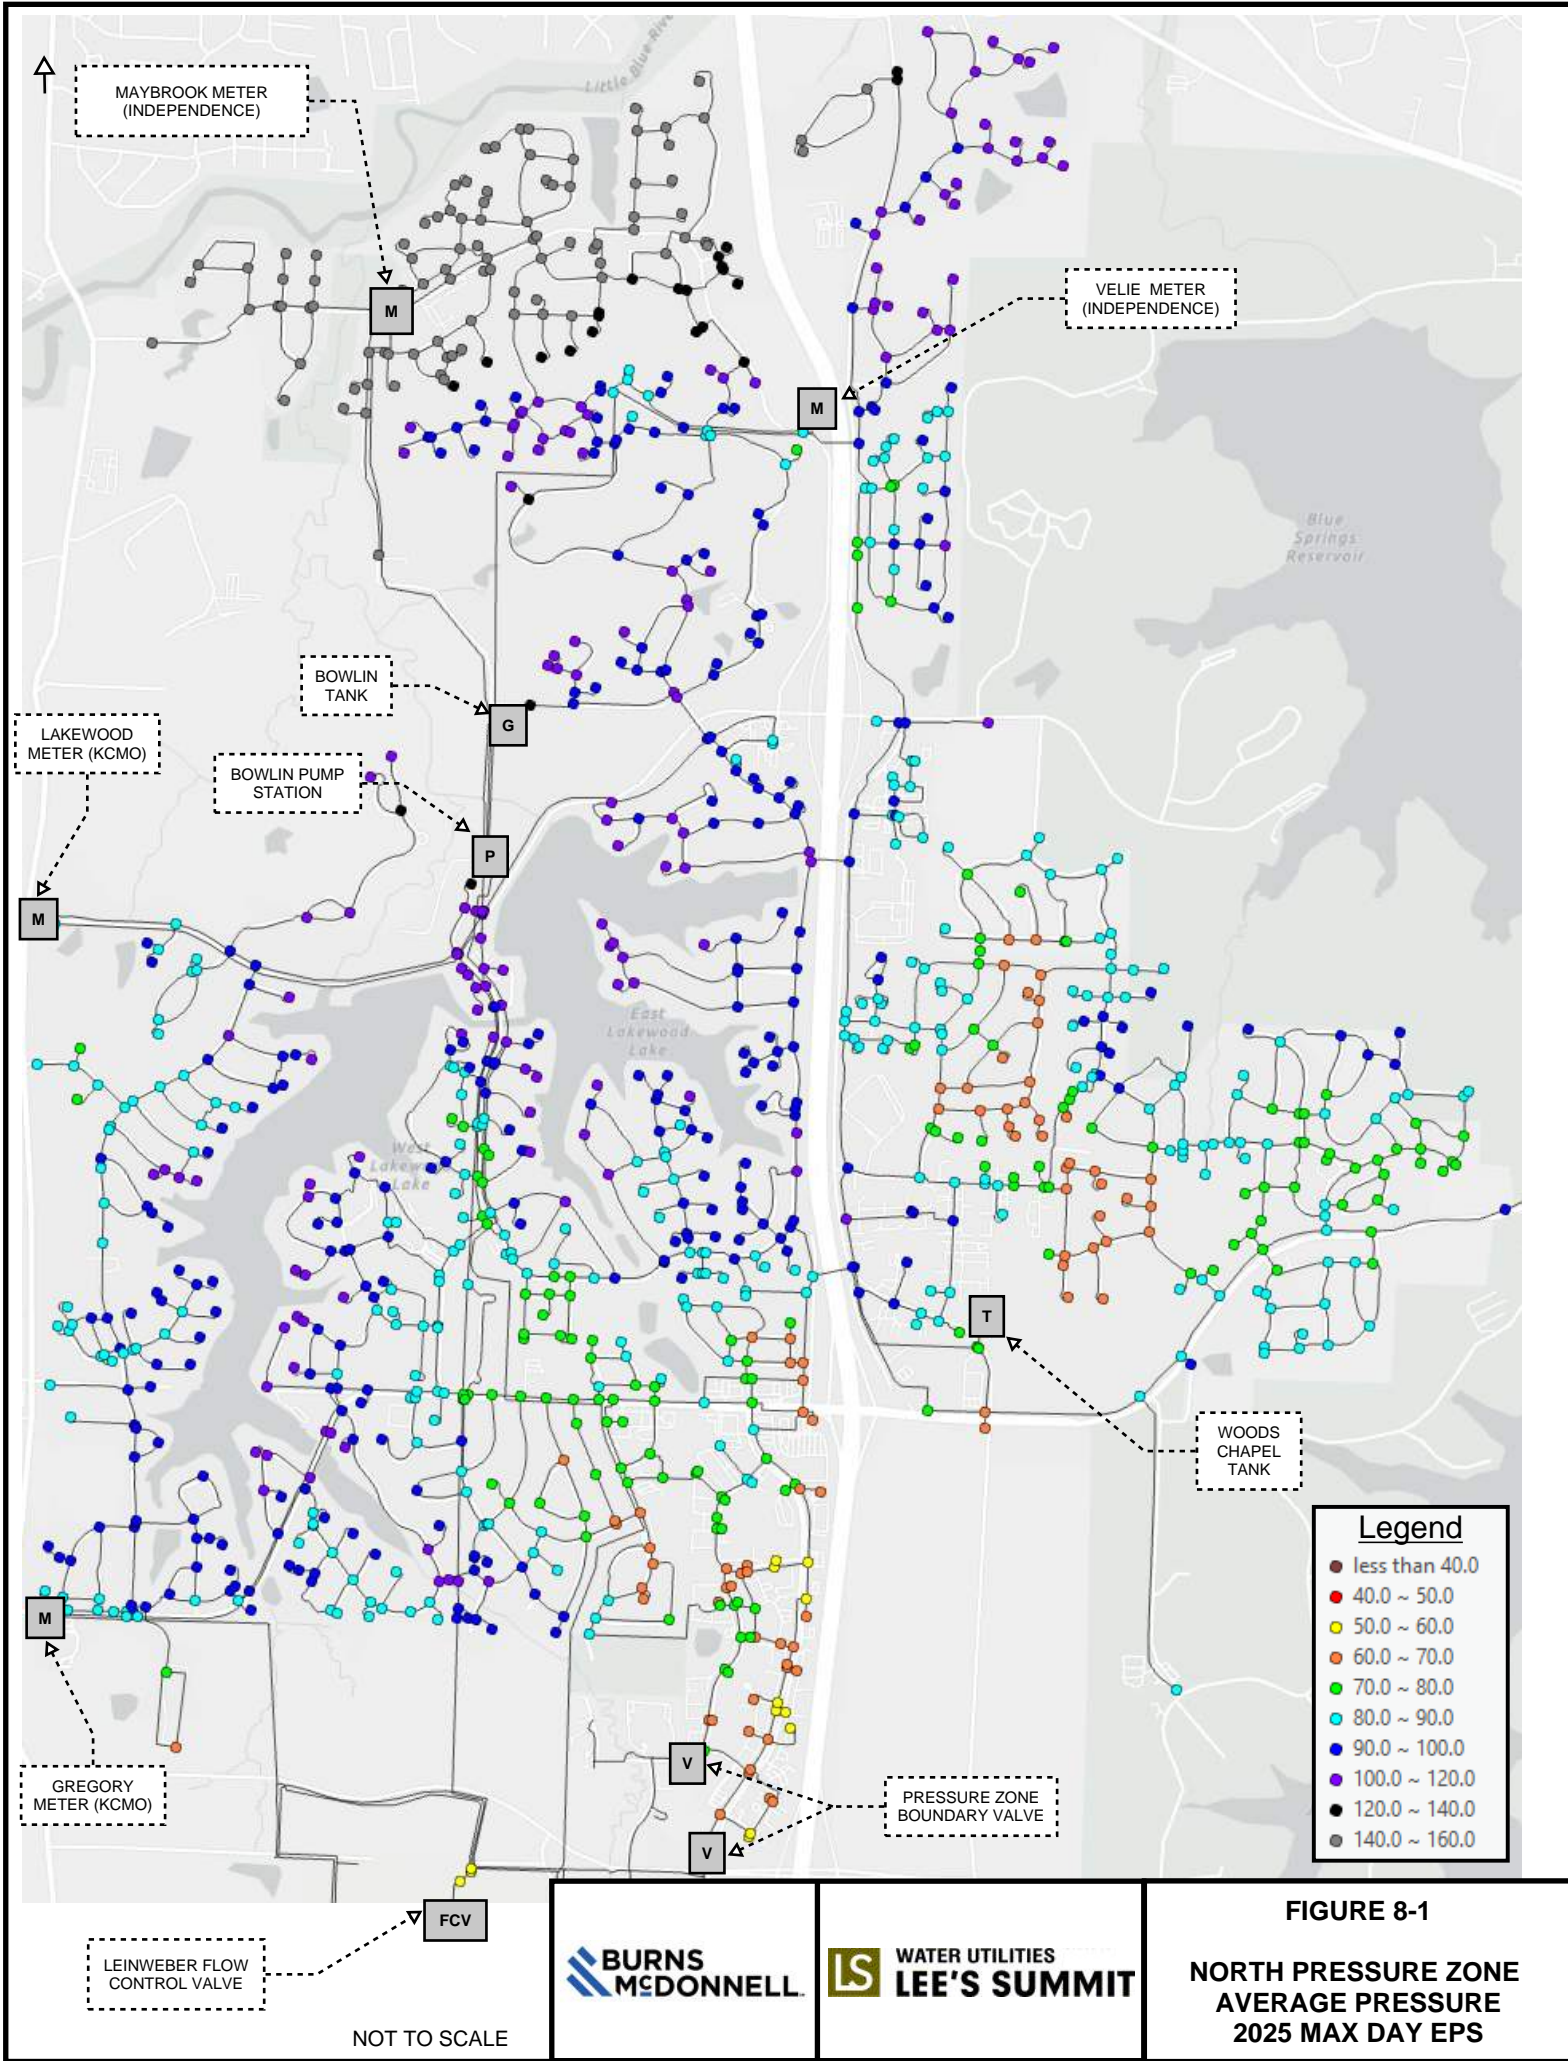 Little Blue River
MAYBROOK METER
(INDEPENDENCE)
M
VELIE METER
(INDEPENDENCE)
M
Blue
Springs
Reservoir
BOWLIN
TANK
G
LAKEWOOD
METER (KCMO)
BOWLIN PUMP
STATION
P
M
East
Lakewood
Lake
West
Lakewood
Lake
T
WOODS
CHAPEL
TANK
M
GREGORY
METER (KCMO)
V
V
PRESSURE ZONE
BOUNDARY VALVE
FCV
LEINWEBER FLOW
CONTROL VALVE
NOT TO SCALE
Legend
less than 40.0
40.0 ~ 50.0
50.0 ~ 60.0
60.0 ~ 70.0
70.0 ~ 80.0
80.0 ~ 90.0
90.0 ~ 100.0
100.0 ~ 120.0
120.0 ~ 140.0
140.0 ~ 160.0
BURNS
McDONNELL
LS
WATER UTILITIES
LEE'S SUMMIT
FIGURE 8-1
NORTH PRESSURE ZONE
AVERAGE PRESSURE
2025 MAX DAY EPS